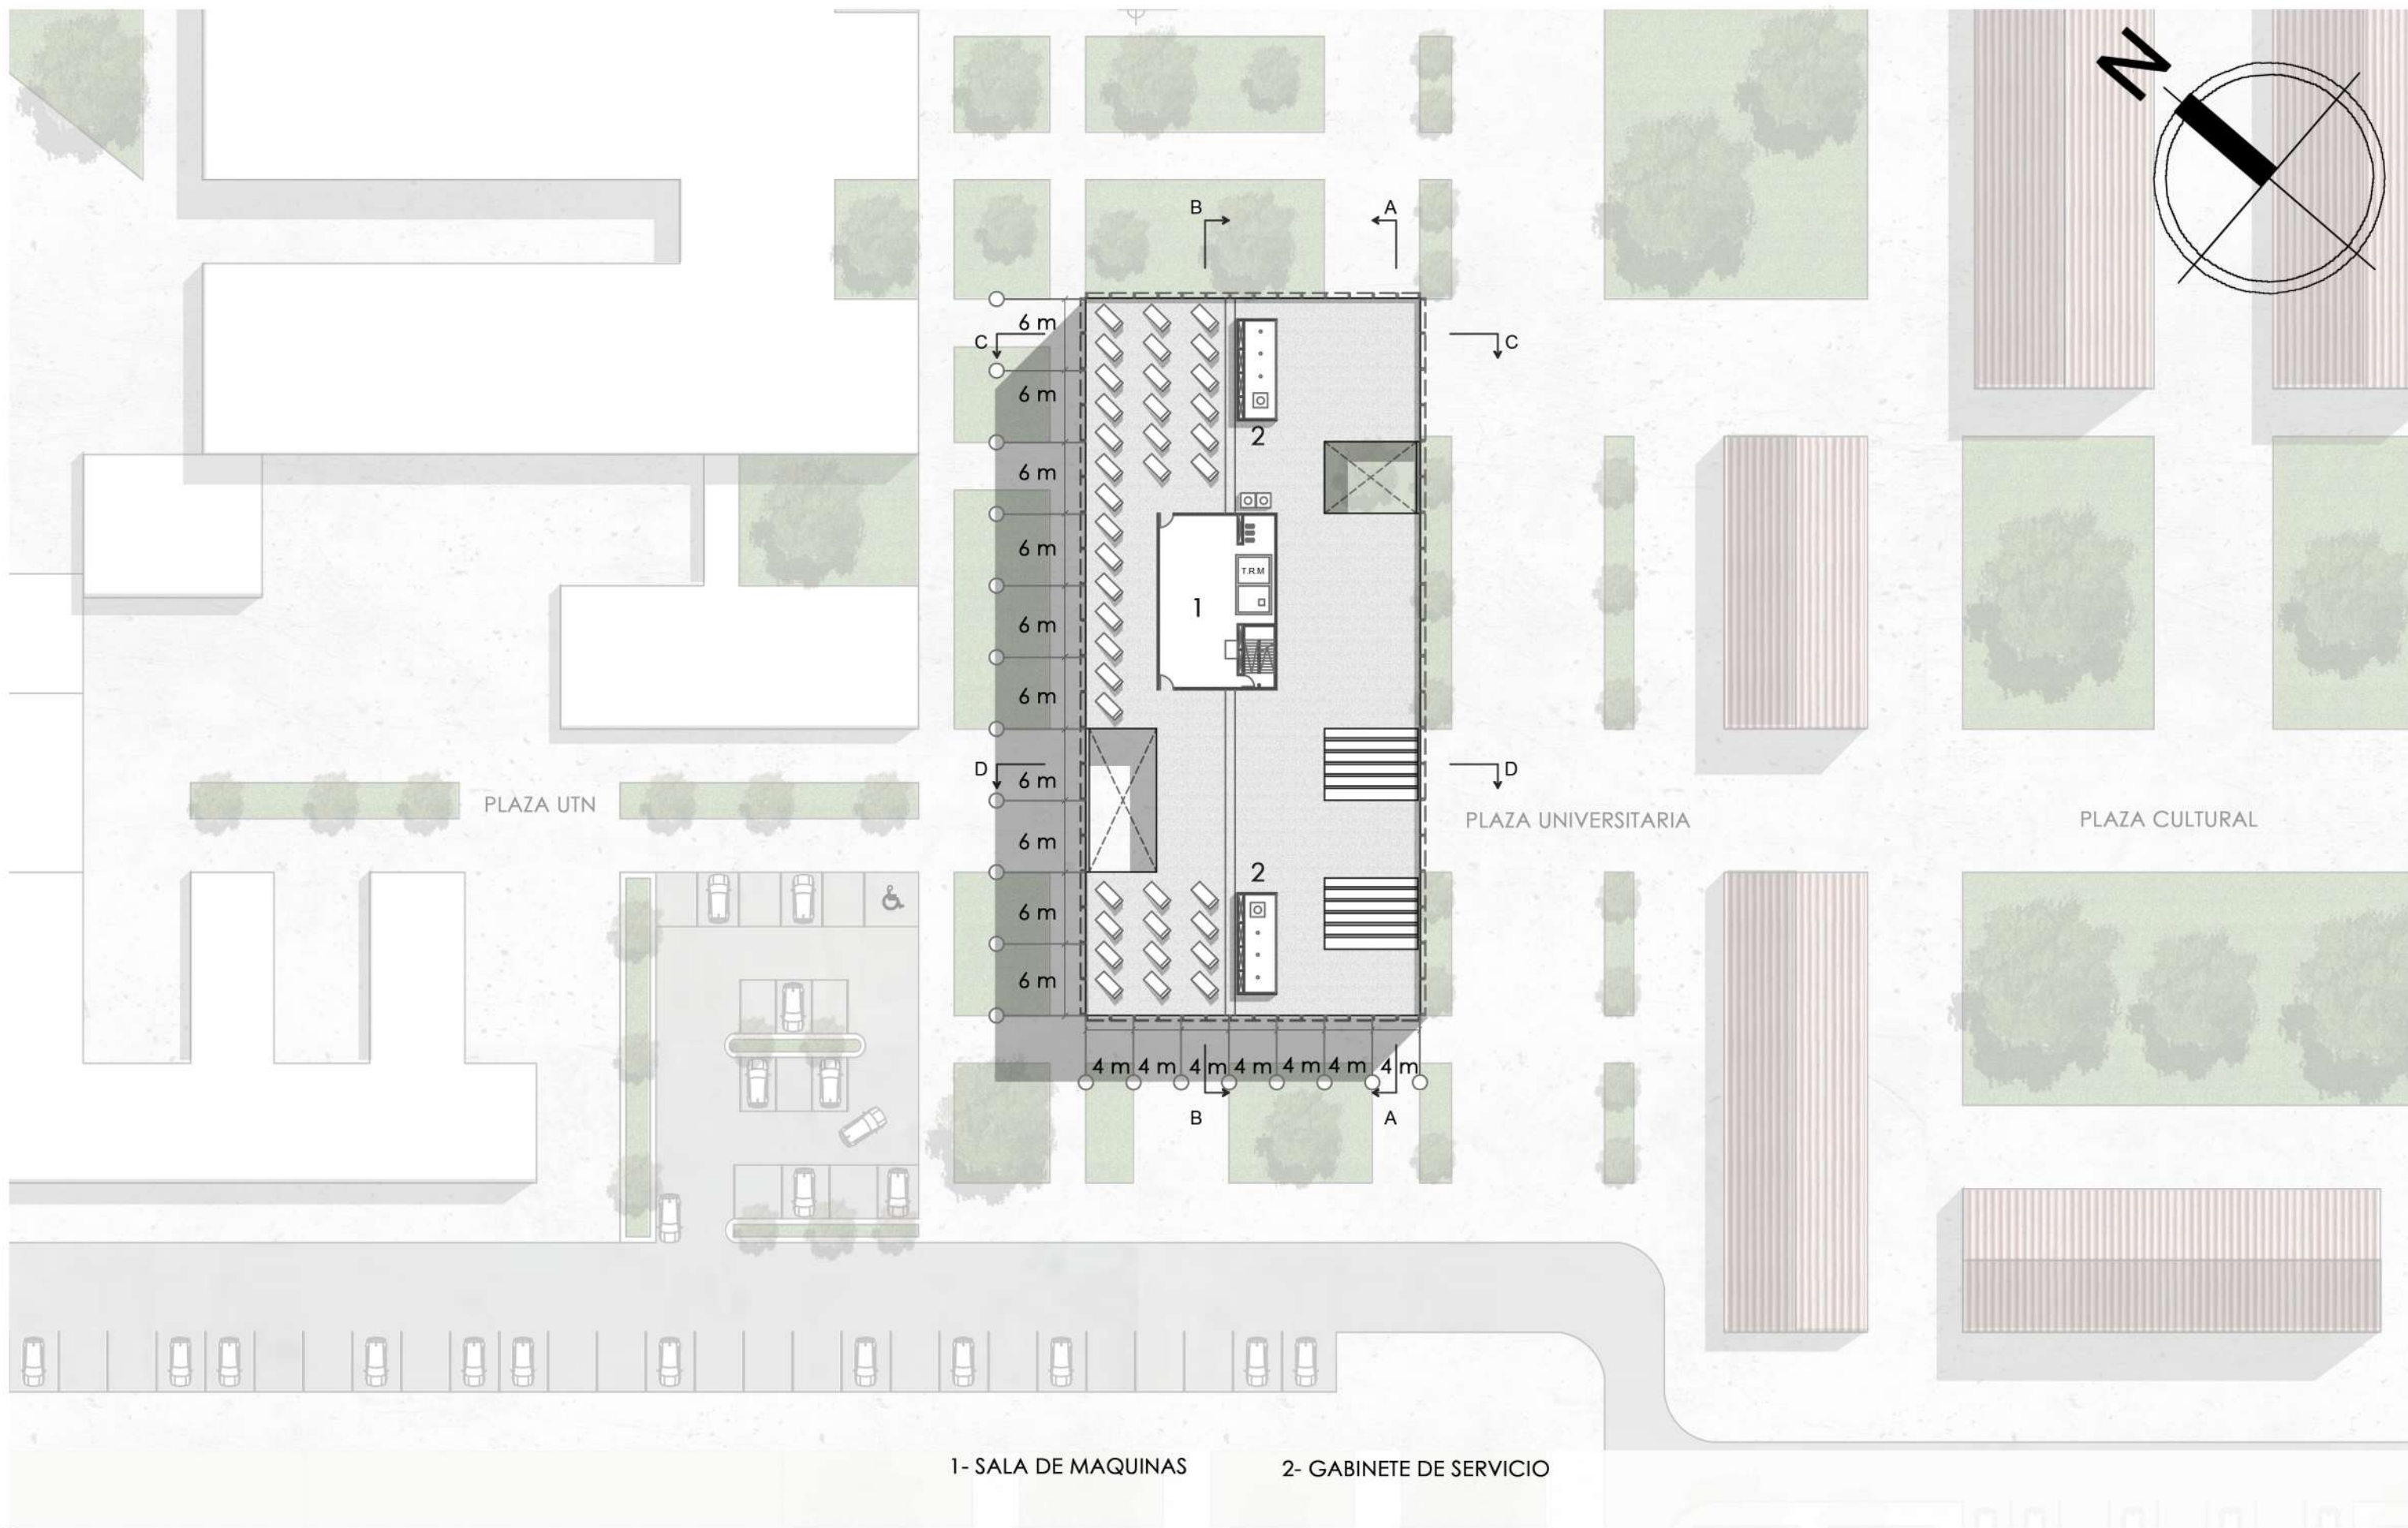 N
B A
6 m
C C
6 m
2
6 m
6 m
T.R.M
1
6 m
6 m
D D
6 m
PLAZA UTN
PLAZA UNIVERSITARIA
PLAZA CULTURAL
6 m
2
6 m
6 m
4 m 4 m 4 m 4 m 4 m 4 m 4 m
B A
1- SALA DE MAQUINAS 2- GABINETE DE SERVICIO